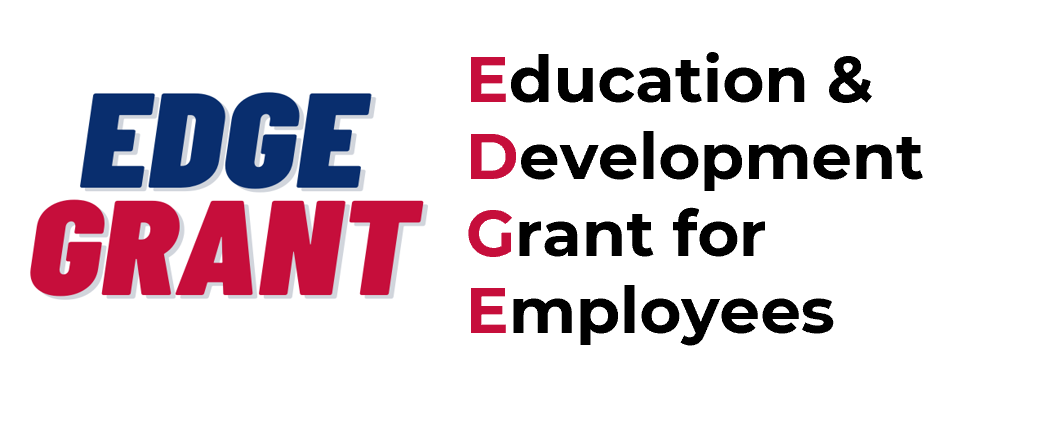 EDGE
GRANT
Education &
Development
Grant for
Employees